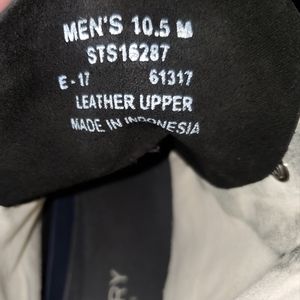 MEN'S 10.5 M
STS16287
E - 17 61317
LEATHER UPPER
MADE IN INDONESIA